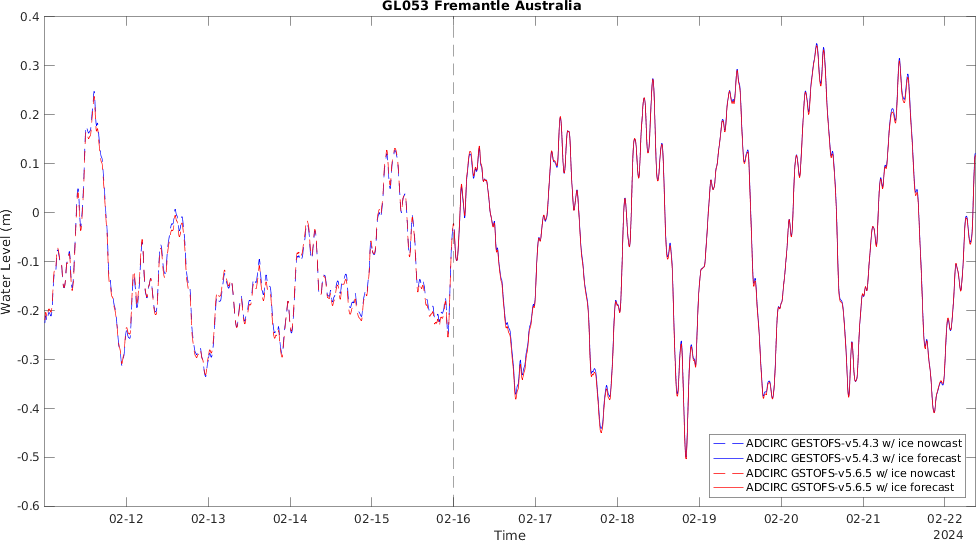 GL053 Fremantle Australia
0.4
0.3
0.2
0.1
0
-0.1
-0.2
-0.3
-0.4
-0.5
-0.6
Water Level (m)
ADCIRC GESTOFS-v5.4.3 w/ ice nowcast
ADCIRC GESTOFS-v5.4.3 w/ ice forecast
ADCIRC GSTOFS-v5.6.5 w/ ice nowcast
ADCIRC GSTOFS-v5.6.5 w/ ice forecast
02-12 02-13 02-14 02-15 02-16 02-17 02-18 02-19 02-20 02-21 02-22
Time
2024